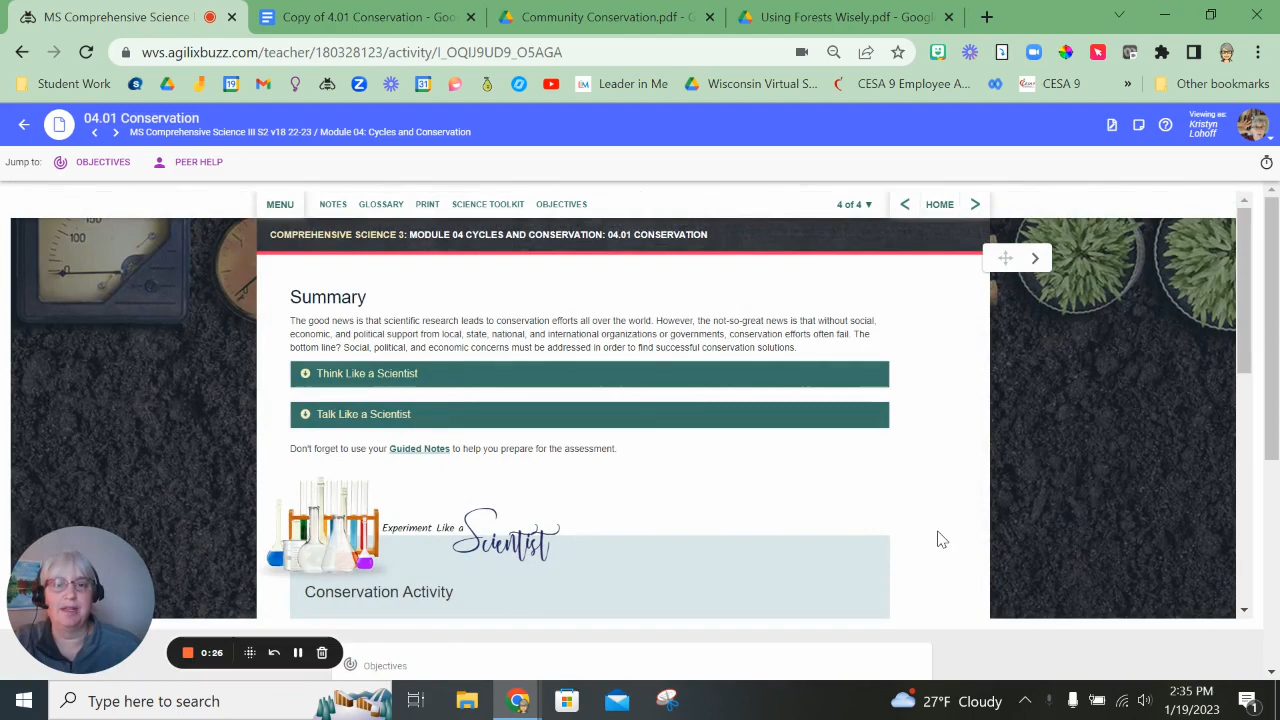 MS Comprehensive Science
Copy of 4.01 Conservation - Goo
Community Conservation.pdf - G
Using Forests Wisely.pdf - Googl
wvs.agilixbuzz.com/teacher/180328123/activity/I_OQIJ9UD9_O5AGA
Student Work
19
31
Leader in Me
Wisconsin Virtual S...
CESA 9 Employee A...
CESA 9
»
Other bookmarks
04.01 Conservation
MS Comprehensive Science III S2 v18 22-23 / Module 04: Cycles and Conservation
Viewing as:
Kristyn
Lohoff
Jump to:
OBJECTIVES
PEER HELP
MENU
NOTES
GLOSSARY
PRINT
SCIENCE TOOLKIT
OBJECTIVES
4 of 4
HOME
COMPREHENSIVE SCIENCE 3: MODULE 04 CYCLES AND CONSERVATION: 04.01 CONSERVATION
150
100
Summary
The good news is that scientific research leads to conservation efforts all over the world. However, the not-so-great news is that without social,
economic, and political support from local, state, national, and international organizations or governments, conservation efforts often fail. The
bottom line? Social, political, and economic concerns must be addressed in order to find successful conservation solutions.
Think Like a Scientist
Talk Like a Scientist
Don't forget to use your Guided Notes to help you prepare for the assessment.
Experiment Like a Scientist
Conservation Activity
0:26
Objectives
Type here to search
27°F Cloudy
2:35 PM
1/19/2023
1